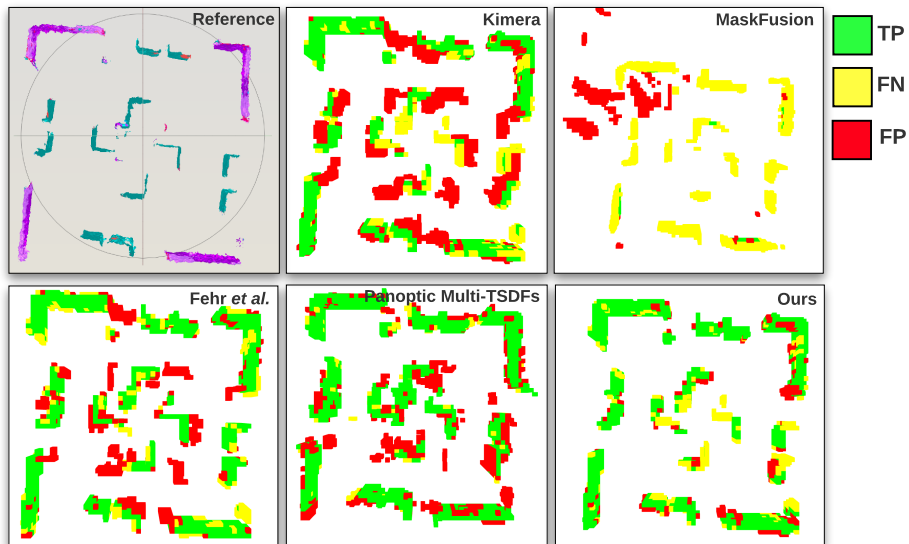 Reference
Kimera
MaskFusion
TP
FN
FP
Fehr et al.
Panoptic Multi-TSDFs
Ours